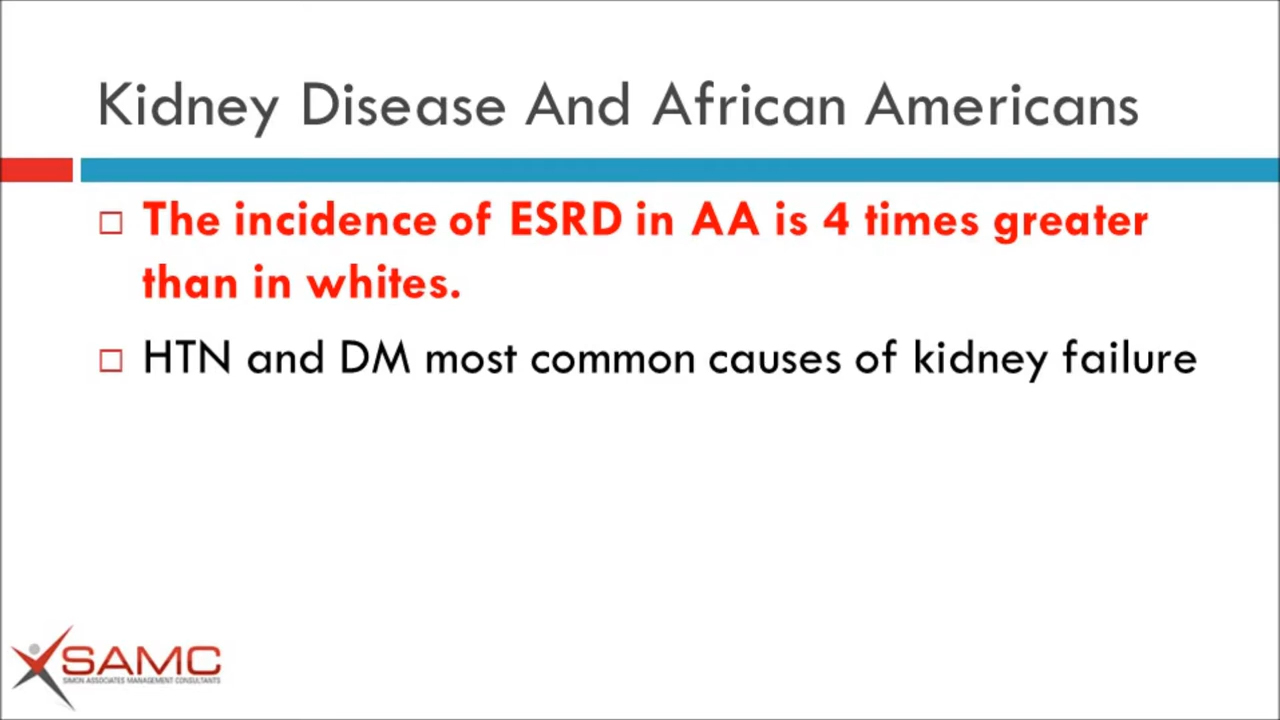 Kidney Disease And African Americans
The incidence of ESRD in AA is 4 times greater
than in whites.
HTN and DM most common causes of kidney failure
SAMC
SIMON ASSOCIATES MANAGEMENT CONSULTANTS